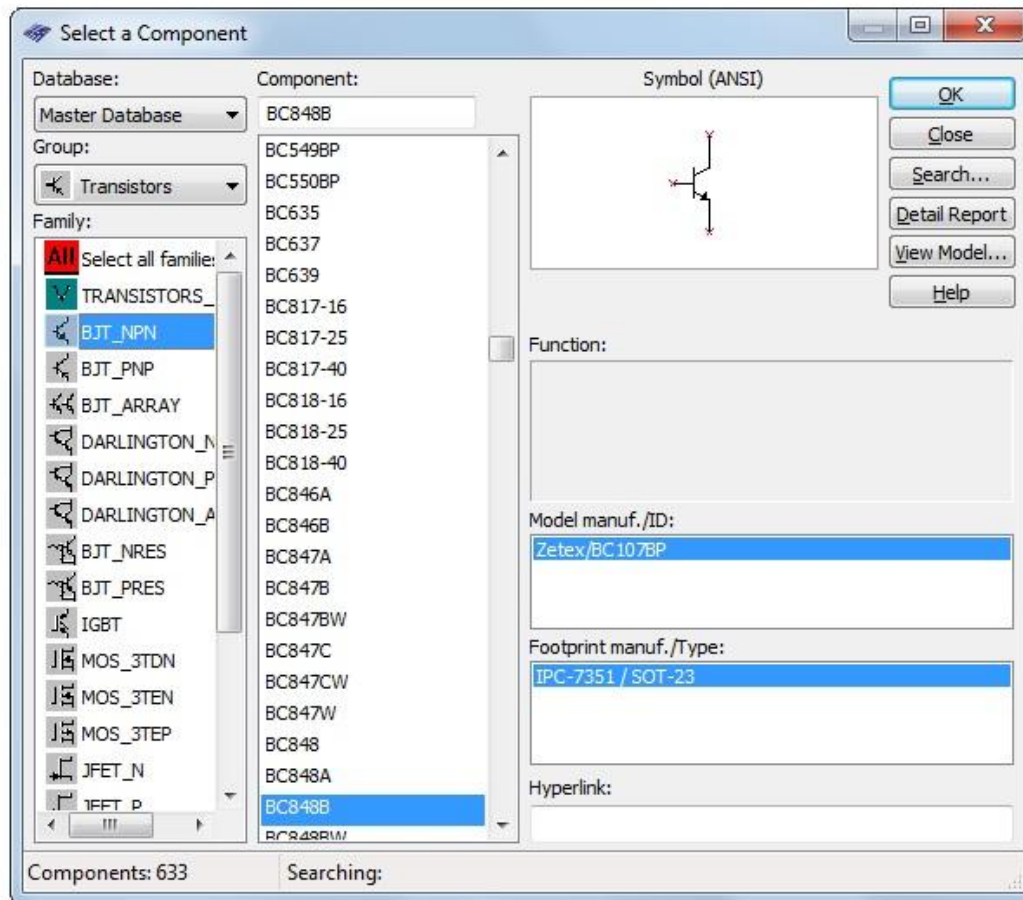 Select a Component
Database:
Master Database
Group:
Transistors
Family:
All Select all familie
TRANSISTORS_
BJT_NPN
BJT_PNP
BJT_ARRAY
DARLINGTON_N
DARLINGTON_P
DARLINGTON_A
BJT_NRES
BJT_PRES
IGBT
MOS_3TDN
MOS_3TEN
MOS_3TEP
JFET_N
JFET_P
Component:
BC848B
BC549BP
BC550BP
BC635
BC637
BC639
BC817-16
BC817-25
BC817-40
BC818-16
BC818-25
BC818-40
BC846A
BC846B
BC847A
BC847B
BC847BW
BC847C
BC847CW
BC847W
BC848
BC848A
BC848B
BC848BW
Symbol (ANSI)
Function:
Model manuf./ID:
Zetex/BC107BP
Footprint manuf./Type:
IPC-7351 / SOT-23
Hyperlink:
OK
Close
Search...
Detail Report
View Model...
Help
Components: 633
Searching: